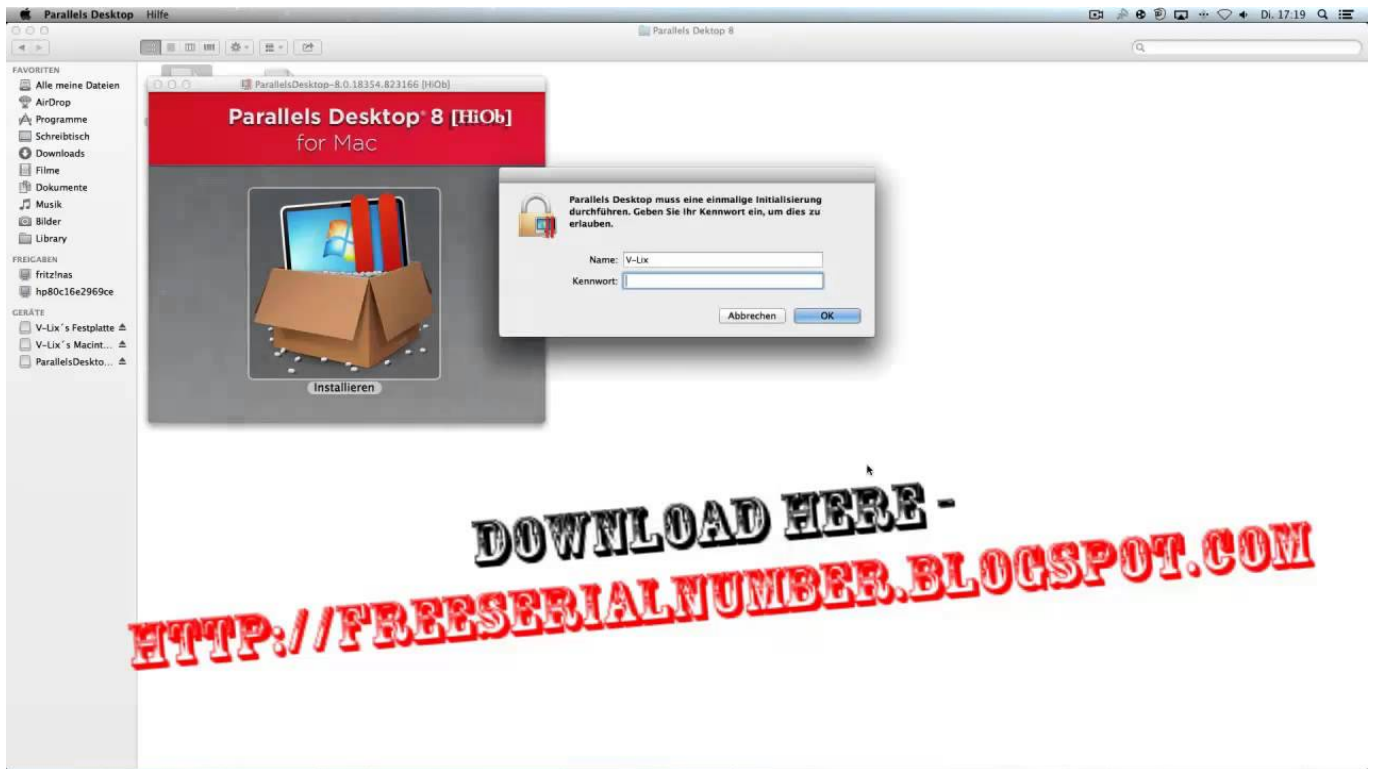 Parallels Desktop Hilfe
Di. 17:19
Parallels Dektop 8
FAVORITEN
Alle meine Dateien
AirDrop
Programme
Schreibtisch
Downloads
Filme
Dokumente
Musik
Bilder
Library
FREIGABEN
fritz!nas
hp80c16e2969ce
GERÄTE
V-Lix´s Festplatte
V-Lix´s Macint...
ParallelsDeskto...
ParallelsDesktop-8.0.18354.823166 [HiOb]
Parallels Desktop® 8 [HiOb]
for Mac
Installieren
Parallels Desktop muss eine einmalige Initialisierung
durchführen. Geben Sie Ihr Kennwort ein, um dies zu
erlauben.
Name: V-Lix
Kennwort:
Abbrechen OK
DOWNLOAD HERE -
HTTP://FREESERIALNUMBER.BLOGSPOT.COM